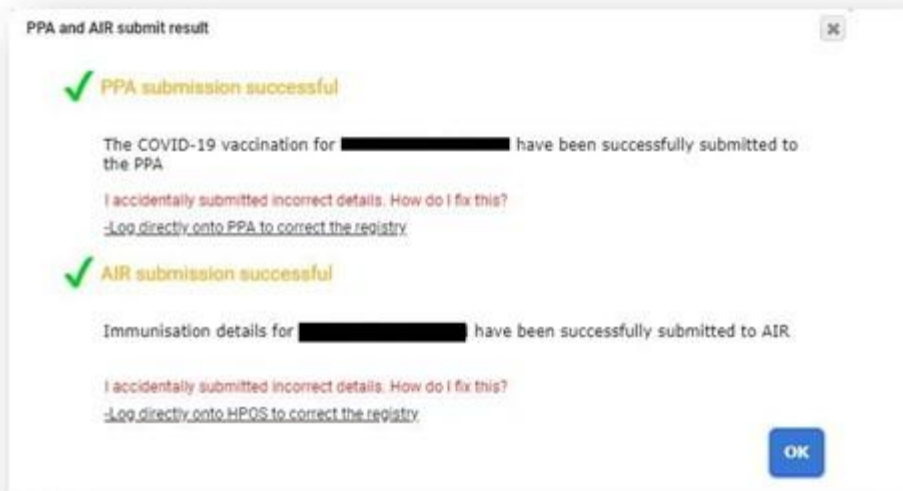 PPA and AIR submit result
PPA submission successful
The COVID-19 vaccination for have been successfully submitted to
the PPA
I accidentally submitted incorrect details. How do I fix this?
-Log directly onto PPA to correct the registry
AIR submission successful
Immunisation details for have been successfully submitted to AIR
I accidentally submitted incorrect details. How do I fix this?
-Log directly onto HPOS to correct the registry
OK